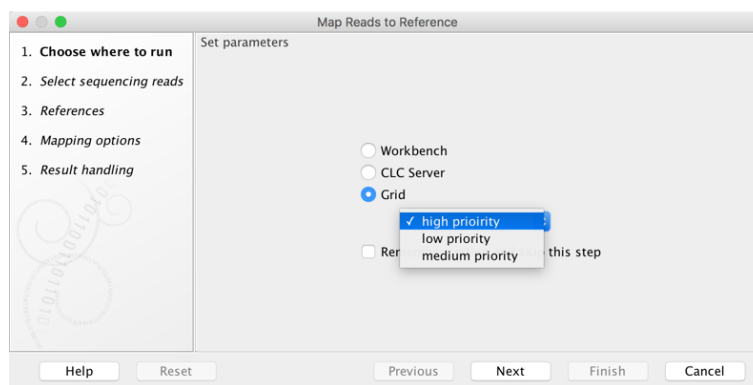 Map Reads to Reference
1. Choose where to run
2. Select sequencing reads
3. References
4. Mapping options
5. Result handling
Set parameters
Workbench
CLC Server
Grid
✓ high prioirity
low priority
medium priority
this step
Help Reset Previous Next Finish Cancel